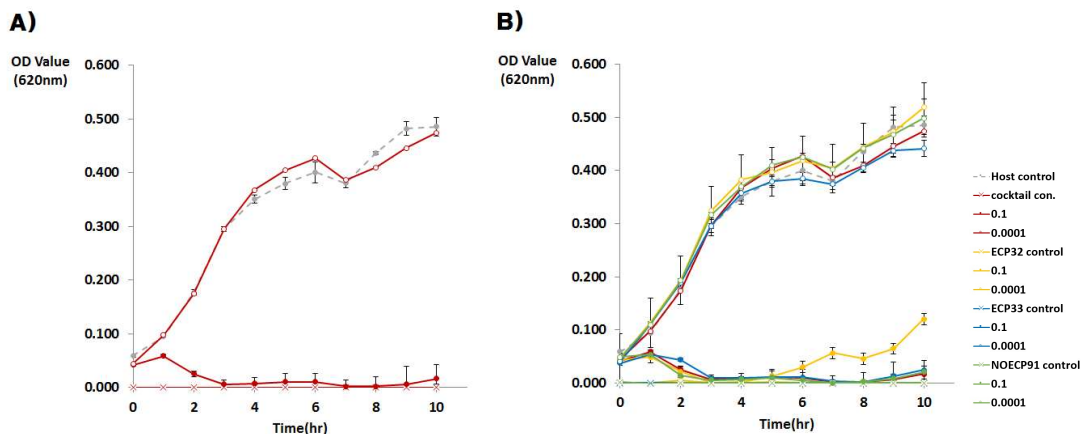 A)
OD Value
(620nm)
0.600
0.500
0.400
0.300
0.200
0.100
0.000
0
2
4
6
8
10
Time(hr)
B)
OD Value
(620nm)
0.600
0.500
0.400
0.300
0.200
0.100
0.000
0
2
4
6
8
10
Time(hr)
Host control
cocktail con.
0.1
0.0001
ECP32 control
0.1
0.0001
ECP33 control
0.1
0.0001
NOECP91 control
0.1
0.0001